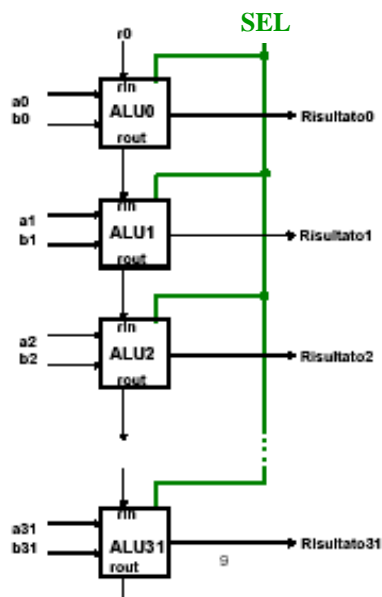 SEL
r0
rin
a0
b0
ALU0
Risultato0
rout
rin
a1
b1
ALU1
Risultato1
rout
rin
a2
b2
ALU2
Risultato2
rout
rin
a31
b31
ALU31
Risultato31
rout
9